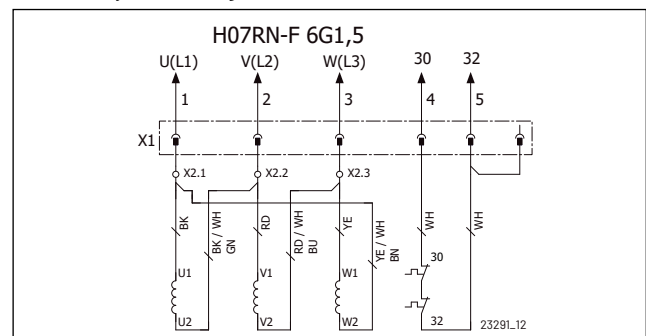 H07RN-F 6G1,5
U(L1) V(L2) W(L3) 30 32
1 2 3 4 5
X1
X2.1 X2.2 X2.3
BK BK / WH GN RD RD / WH BU YE YE / WH BN WH WH
30
U1 V1 W1
U2 V2 W2 32
23291_12